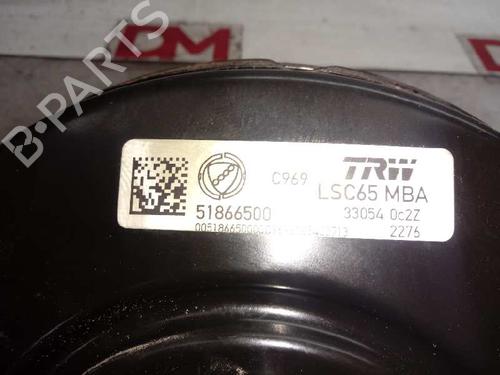 C969
TRW
LSC65 MBA
51866500
33054 0c2Z
2276
B-PARTS